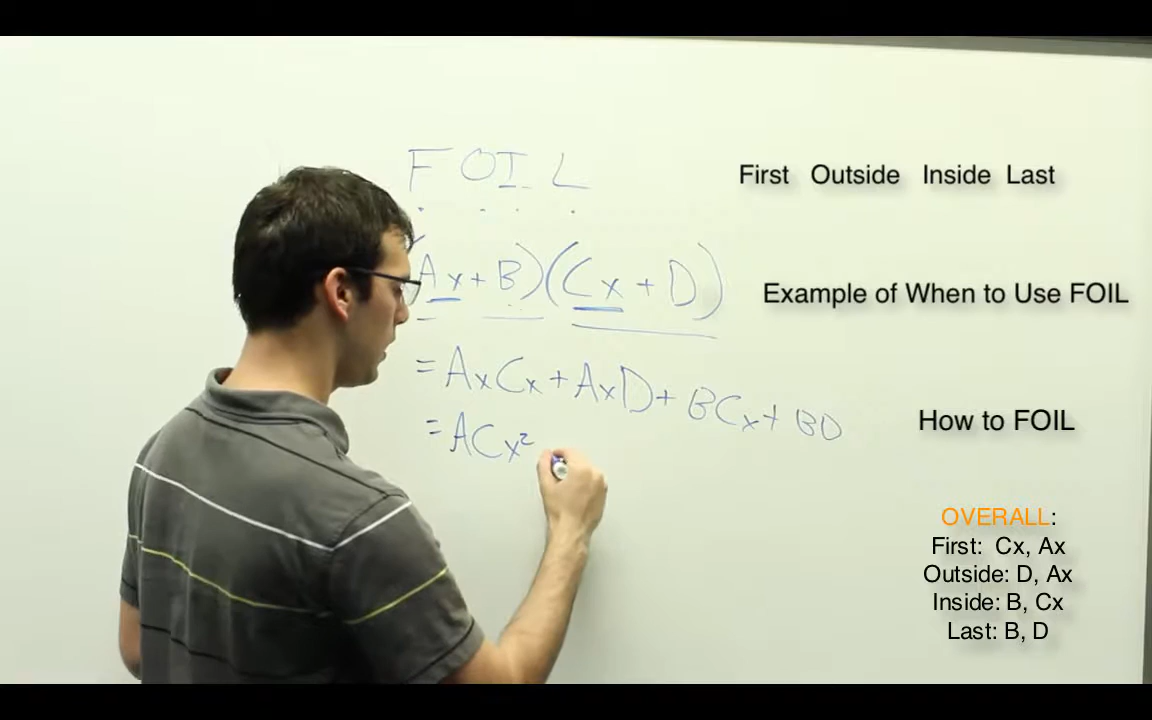 FOIL
First Outside Inside Last
(Ax + B)(Cx + D)
Example of When to Use FOIL
= AxCx + AxD + BCx + BD
How to FOIL
= ACx²
OVERALL:
First: Cx, Ax
Outside: D, Ax
Inside: B, Cx
Last: B, D